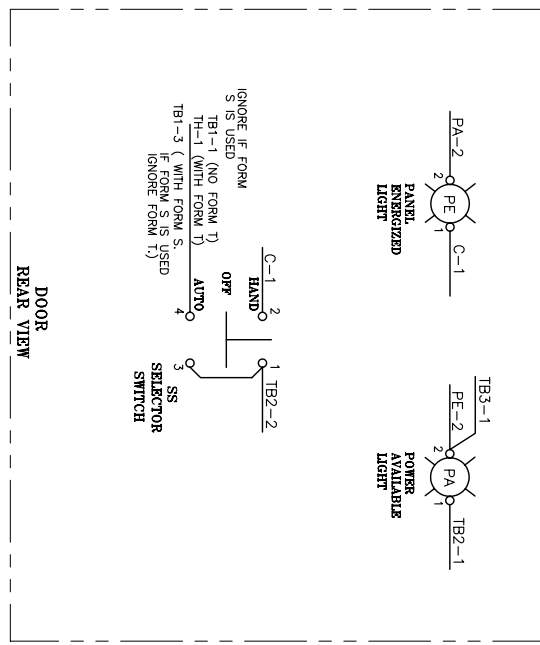 PA-2
2
PE
1
C-1
PANEL
ENERGIZED
LIGHT
TB3-1
PE-2
2
PA
1
TB2-1
POWER
AVAILABLE
LIGHT
IGNORE IF FORM
S IS USED
C-1
2
HAND
1
TB2-2
OFF
TB1-1 (NO FORM T)
TH-1 (WITH FORM T)
AUTO
4
3
TB1-3 ( WITH FORM S.
IF FORM S IS USED
IGNORE FORM T.)
SS
SELECTOR
SWITCH
DOOR
REAR VIEW